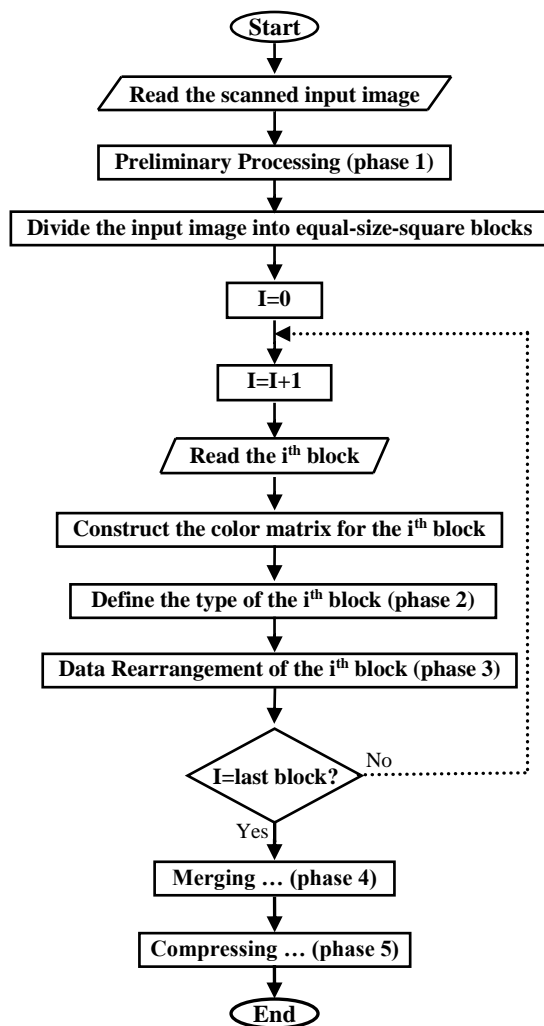 Start
Read the scanned input image
Preliminary Processing (phase 1)
Divide the input image into equal-size-square blocks
I=0
I=I+1
Read the iᵗʰ block
Construct the color matrix for the iᵗʰ block
Define the type of the iᵗʰ block (phase 2)
Data Rearrangement of the iᵗʰ block (phase 3)
I=last block?
No
Yes
Merging … (phase 4)
Compressing … (phase 5)
End